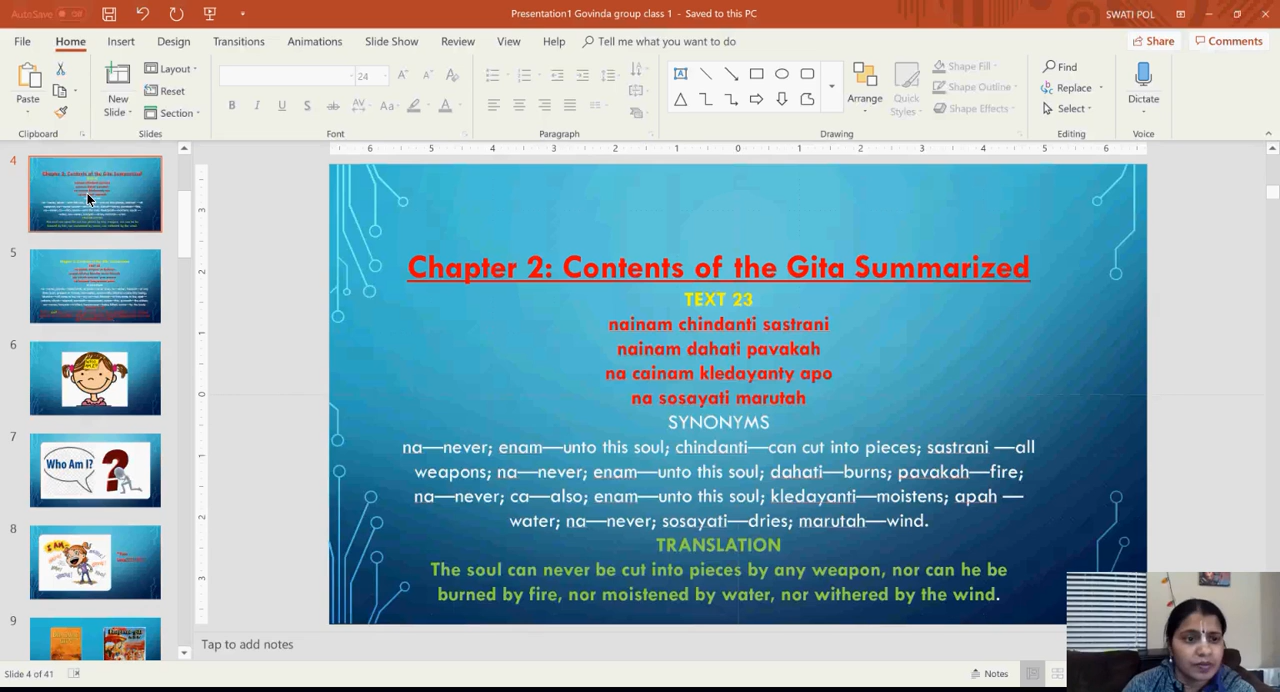 AutoSave
Off
Presentation1 Govinda group class 1 - Saved to this PC
SWATI POL
File Home Insert Design Transitions Animations Slide Show Review View Help Tell me what you want to do
Share Comments
Paste
Clipboard
New Slide
Layout
Reset
Section
Slides
24
Font
Paragraph
Arrange
Quick Styles
Shape Fill
Shape Outline
Shape Effects
Drawing
Find
Replace
Select
Editing
Dictate
Voice
4
5
6
7
Who Am I?
8
I AM
9
Chapter 2: Contents of the Gita Summarized
TEXT 23
nainam chindanti sastrani
nainam dahati pavakah
na cainam kledayanty apo
na sosayati marutah
SYNONYMS
na—never; enam—unto this soul; chindanti—can cut into pieces; sastrani —all
weapons; na—never; enam—unto this soul; dahati—burns; pavakah—fire;
na—never; ca—also; enam—unto this soul; kledayanti—moistens; apah —
water; na—never; sosayati—dries; marutah—wind.
TRANSLATION
The soul can never be cut into pieces by any weapon, nor can he be
burned by fire, nor moistened by water, nor withered by the wind.
Tap to add notes
Slide 4 of 41
Notes